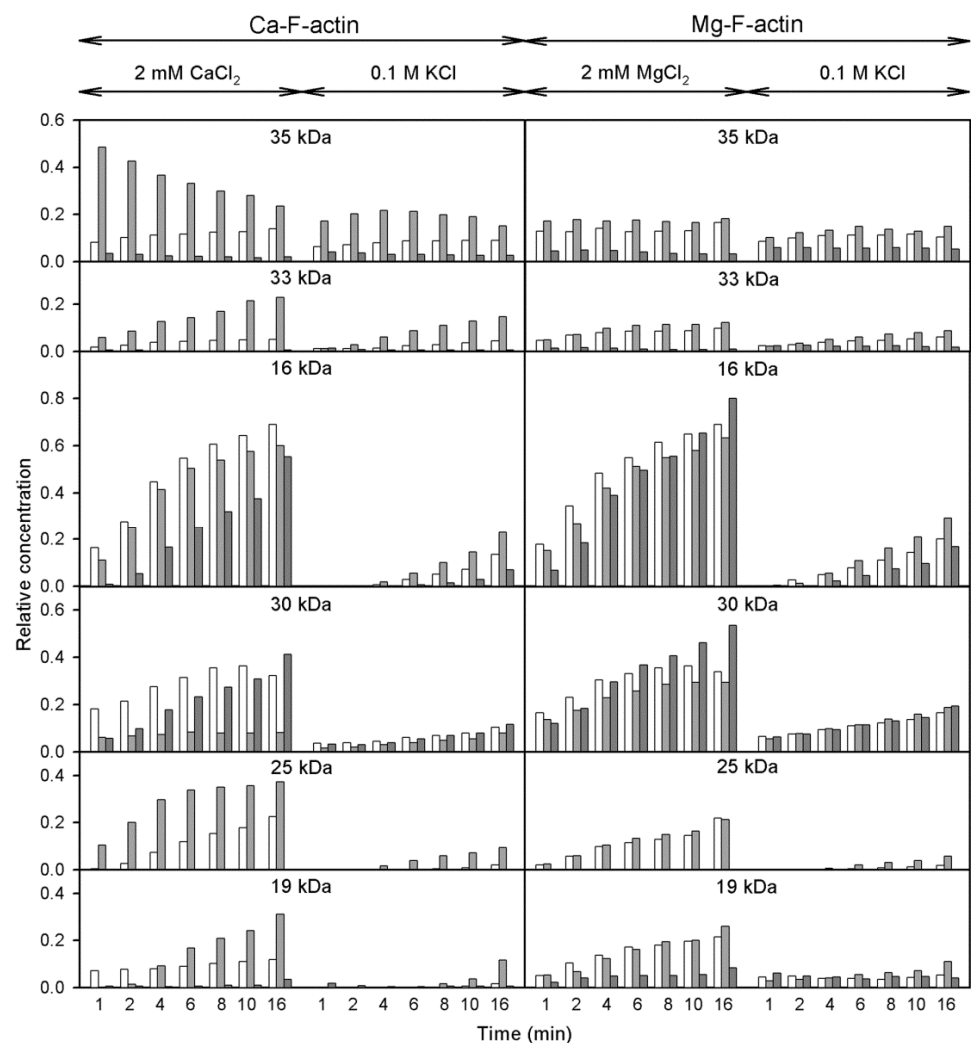 Ca-F-actin Mg-F-actin
2 mM CaCl2 0.1 M KCl 2 mM MgCl2 0.1 M KCl
0.6 35 kDa 35 kDa
0.4
0.2
0.0
33 kDa 33 kDa
0.2
0.0
16 kDa 16 kDa
0.8
0.6
0.4
0.2
0.0
Relative concentration
30 kDa 30 kDa
0.6
0.4
0.2
0.0
25 kDa 25 kDa
0.4
0.2
0.0
19 kDa 19 kDa
0.4
0.2
0.0
1 2 4 6 8 10 16 1 2 4 6 8 10 16 1 2 4 6 8 10 16 1 2 4 6 8 10 16
Time (min)